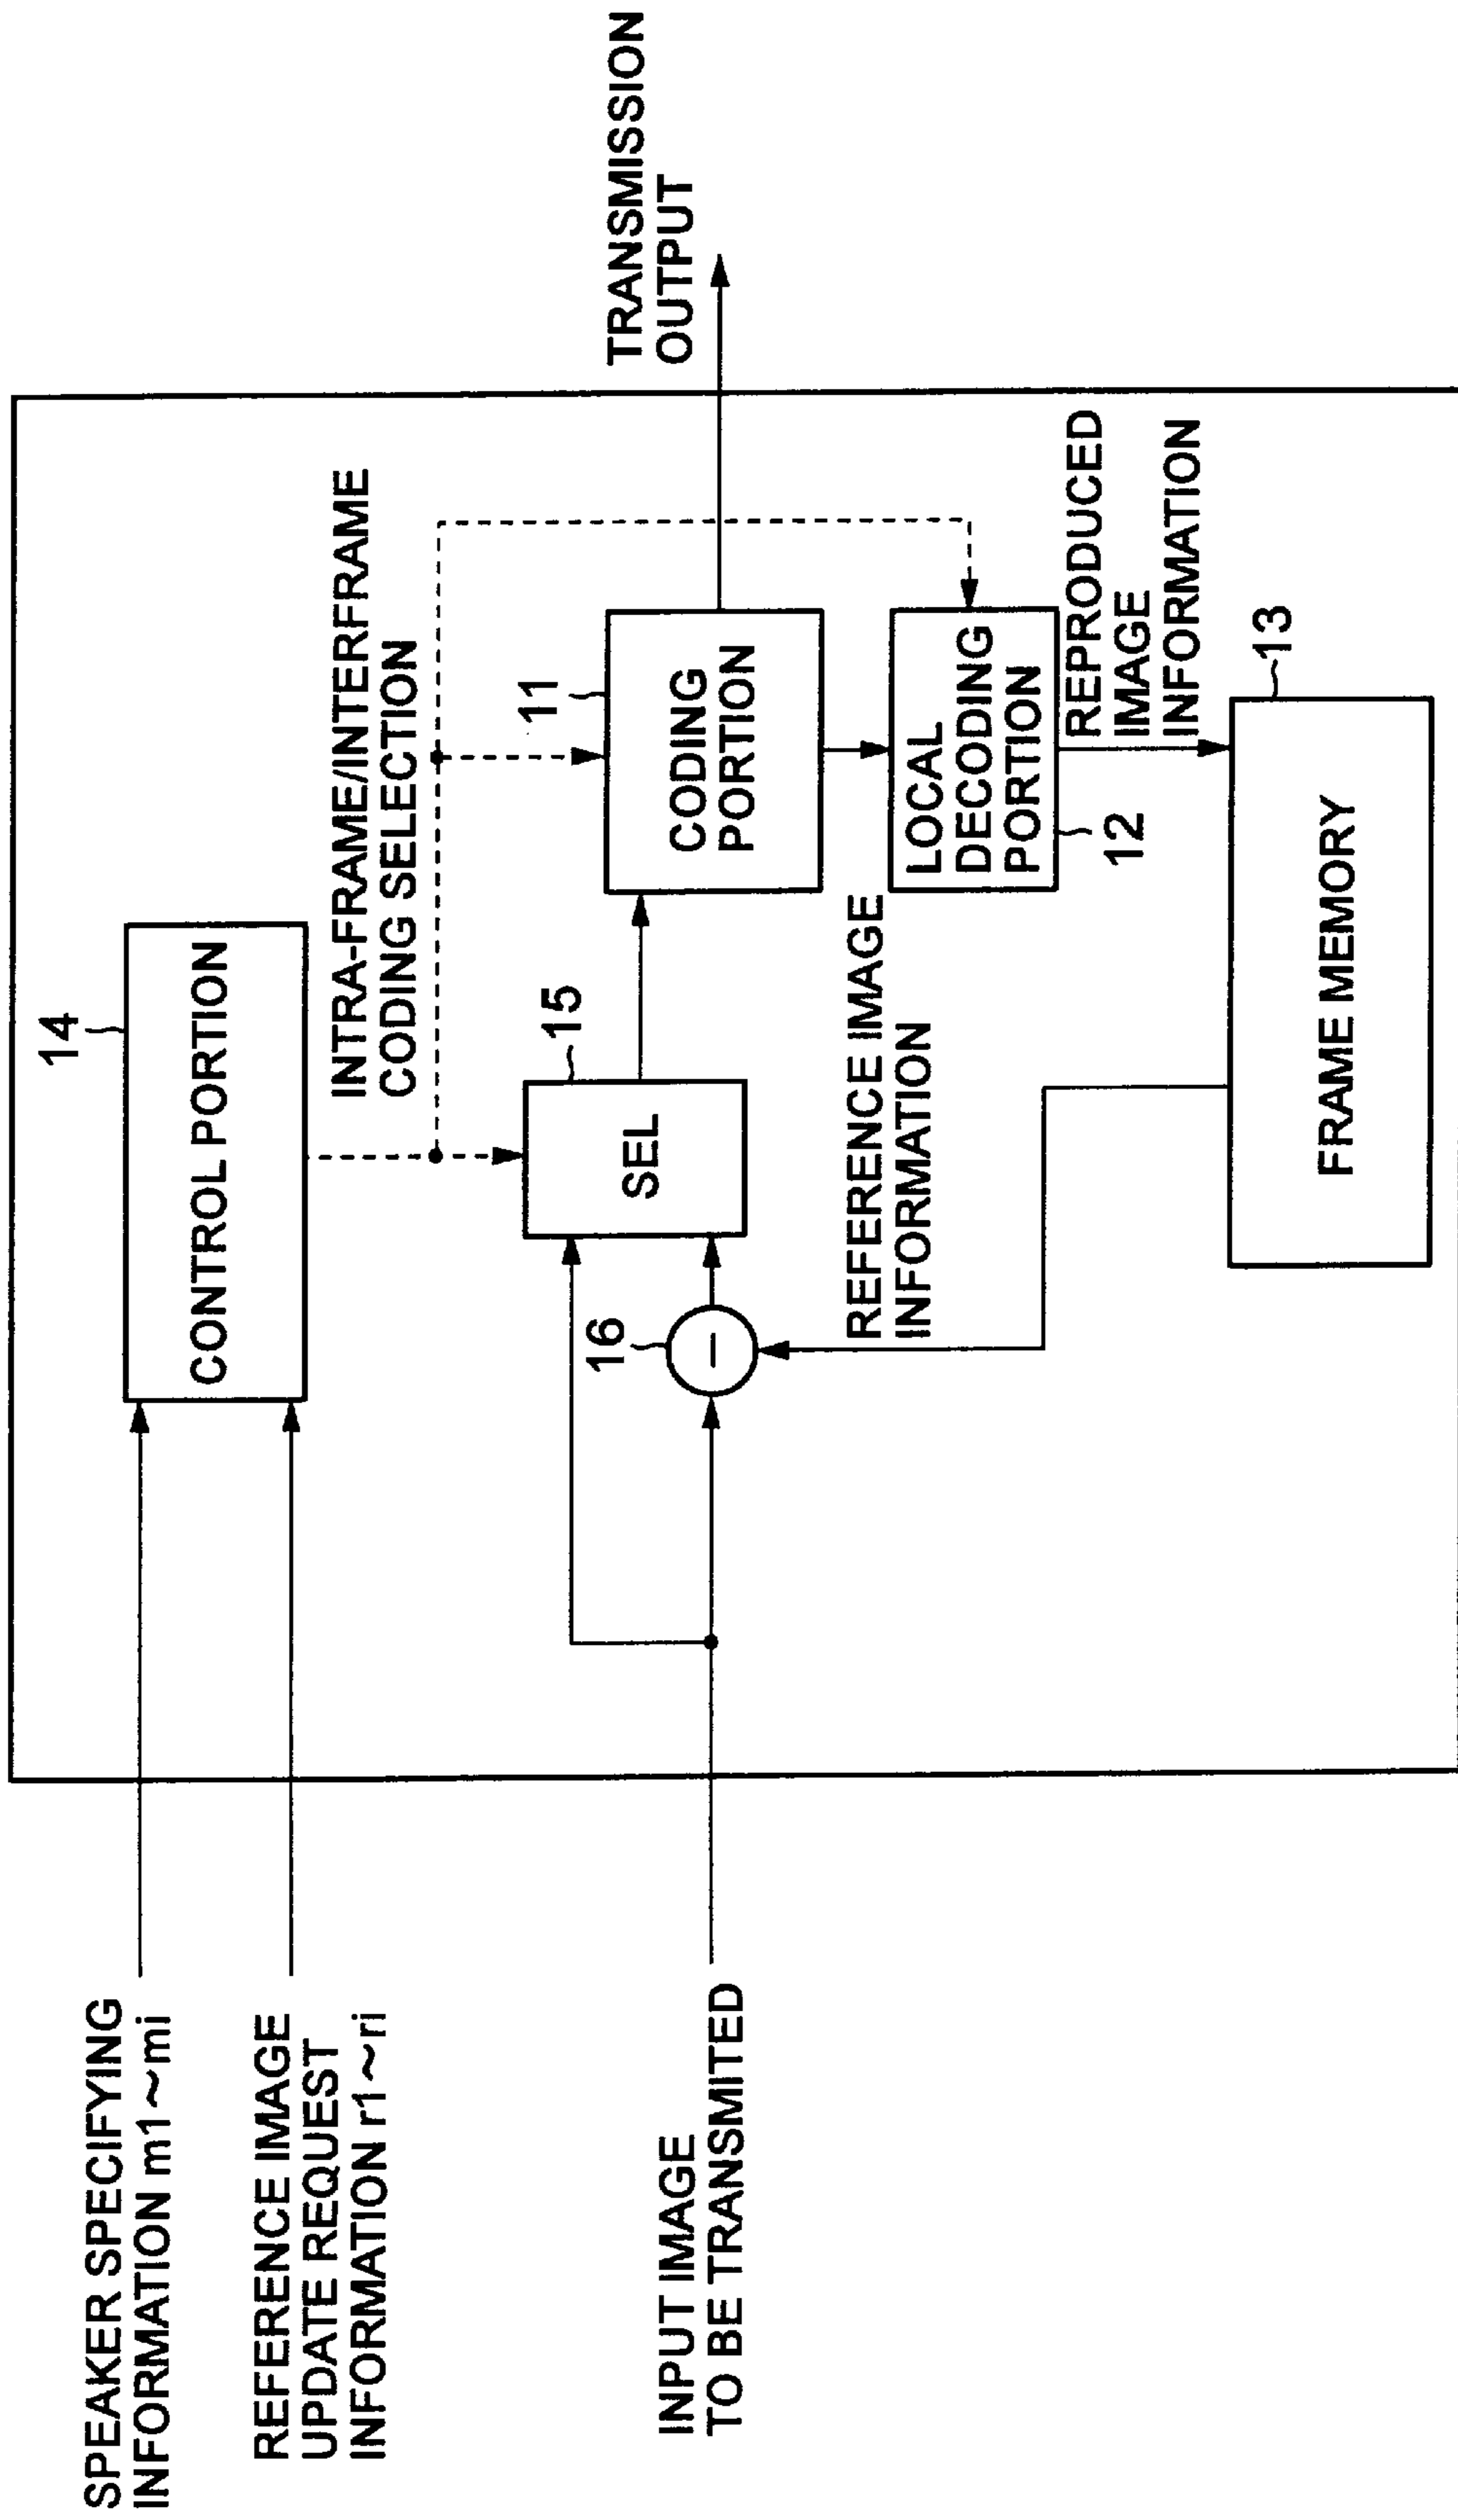 SPEAKER SPECIFYING
INFORMATION m1~mi
REFERENCE IMAGE
UPDATE REQUEST
INFORMATION r1~ri
INPUT IMAGE
TO BE TRANSMITED
14
CONTROL PORTION
INTRA-FRAME/INTERFRAME
CODING SELECTION
15
SEL
16
11
CODING
PORTION
TRANSMISSION
OUTPUT
LOCAL
DECODING
PORTION
12
REFERENCE IMAGE
INFORMATION
REPRODUCED
IMAGE
INFORMATION
13
FRAME MEMORY